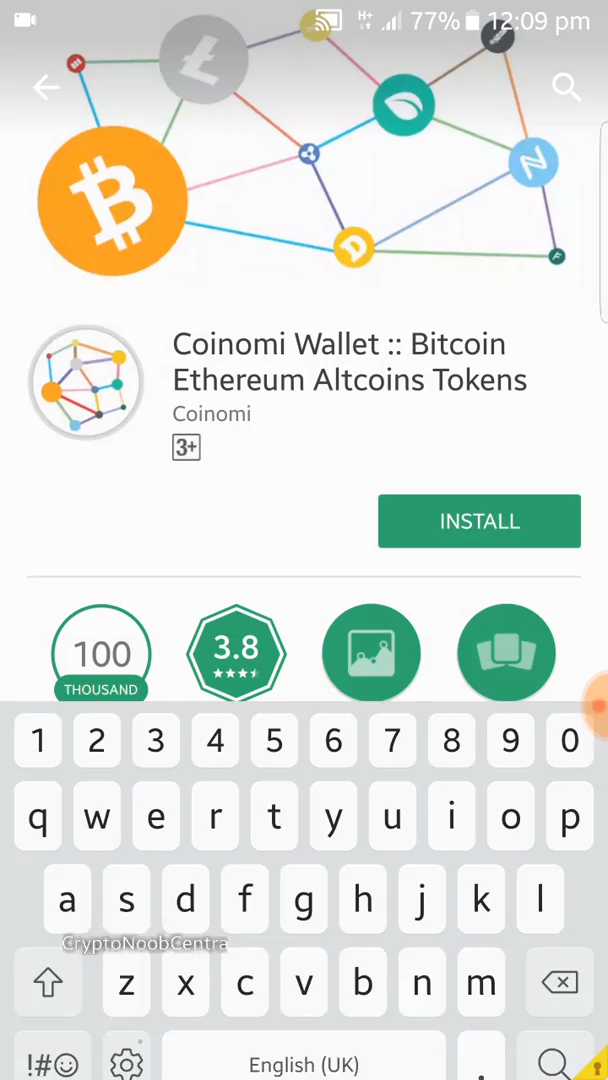 H+ 77% 12:09 pm
Coinomi Wallet :: Bitcoin
Ethereum Altcoins Tokens
Coinomi
3+
INSTALL
100
THOUSAND
3.8
1 2 3 4 5 6 7 8 9 0
q w e r t y u i o p
a s d f g h j k l
CryptoNoobCentra
z x c v b n m
!#☺ English (UK) .